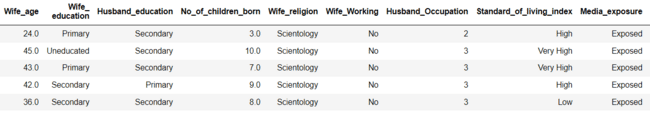 Wife_age Wife_ education Husband_education No_of_children_born Wife_religion Wife_Working Husband_Occupation Standard_of_living_index Media_exposure
24.0 Primary Secondary 3.0 Scientology No 2 High Exposed
45.0 Uneducated Secondary 10.0 Scientology No 3 Very High Exposed
43.0 Primary Secondary 7.0 Scientology No 3 Very High Exposed
42.0 Secondary Primary 9.0 Scientology No 3 High Exposed
36.0 Secondary Secondary 8.0 Scientology No 3 Low Exposed